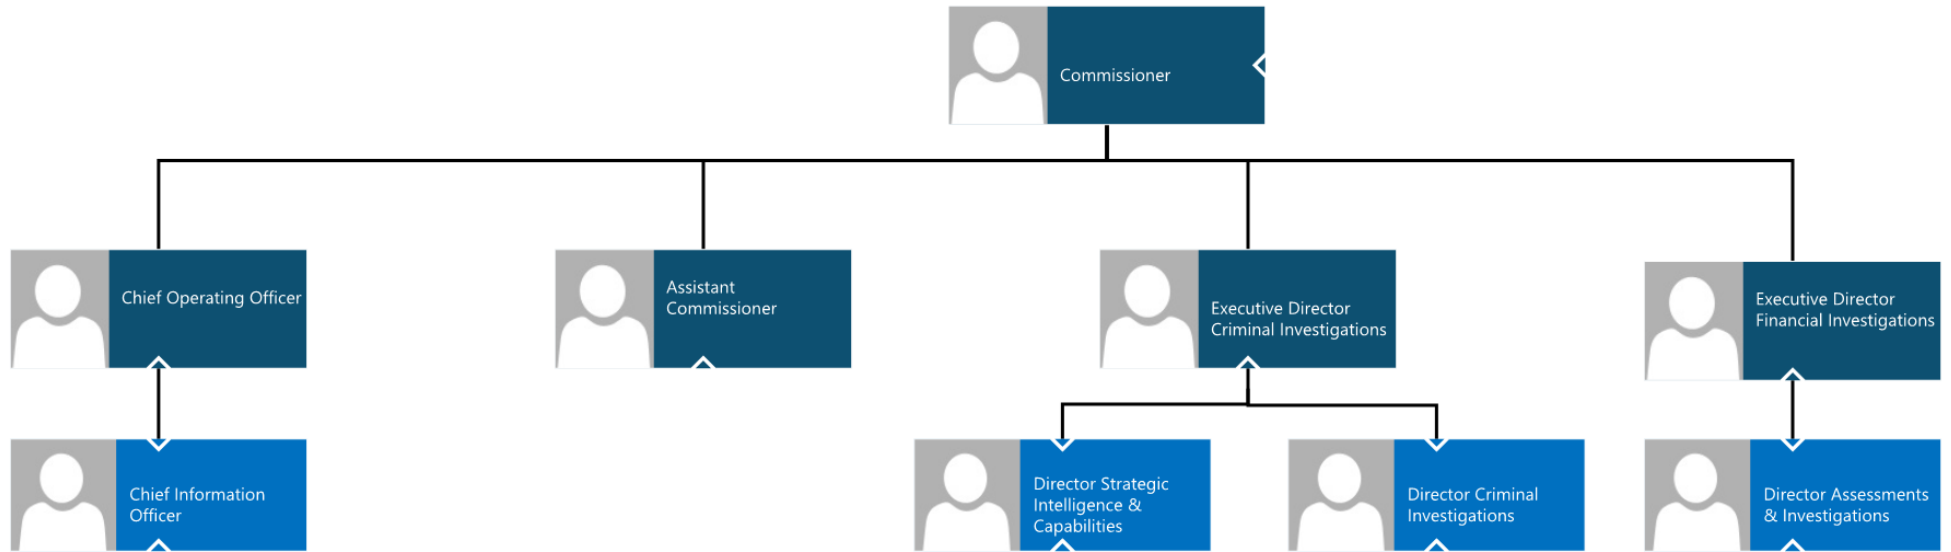 Commissioner
Chief Operating Officer
Assistant
Commissioner
Executive Director
Criminal Investigations
Executive Director
Financial Investigations
Chief Information
Officer
Director Strategic
Intelligence &
Capabilities
Director Criminal
Investigations
Director Assessments
& Investigations